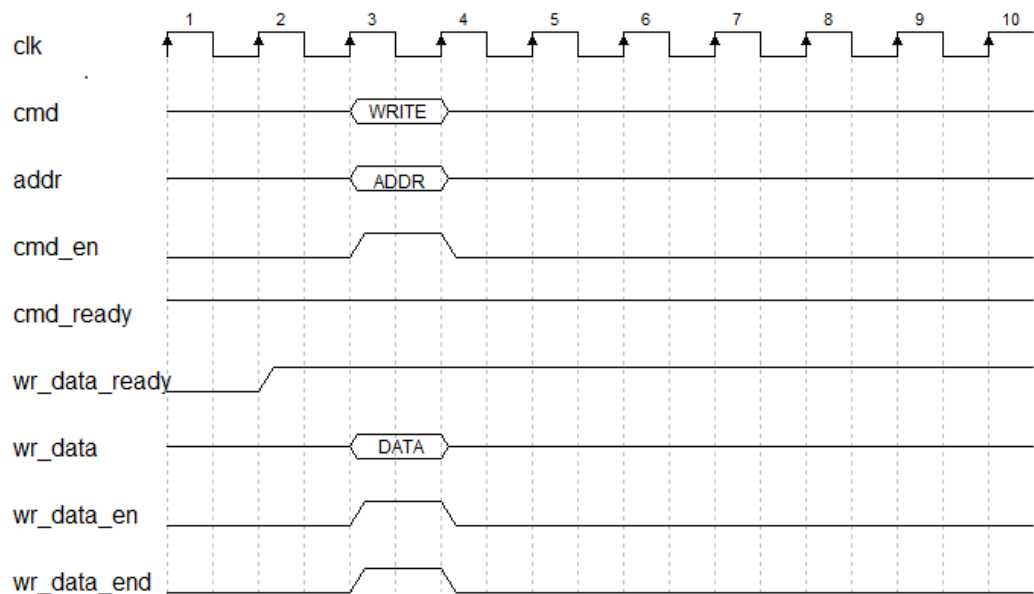 1 2 3 4 5 6 7 8 9 10
clk
cmd WRITE
addr ADDR
cmd_en
cmd_ready
wr_data_ready
wr_data DATA
wr_data_en
wr_data_end